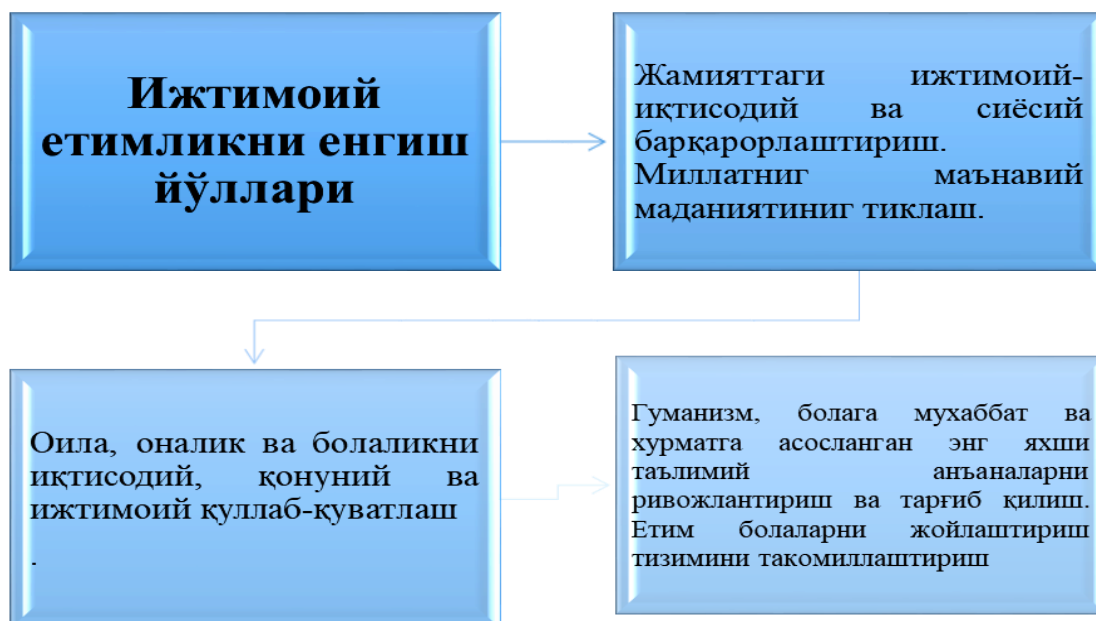 Ижтимоий
етимликни енгиш
йўллари
Жамияттаги ижтимоий-
иқтисодий ва сиёсий
барқарорлаштириш.
Миллатниг маънавий
маданиятиниг тиклаш.
Оила, оналик ва болаликни
иқтисодий, қонуний ва
ижтимоий қуллаб-қуватлаш
.
Гуманизм, болага мухаббат ва
хурматга асосланган энг яхши
таълимий анъаналарни
ривожлантириш ва тарғиб қилиш.
Етим болаларни жойлаштириш
тизимини такомиллаштириш